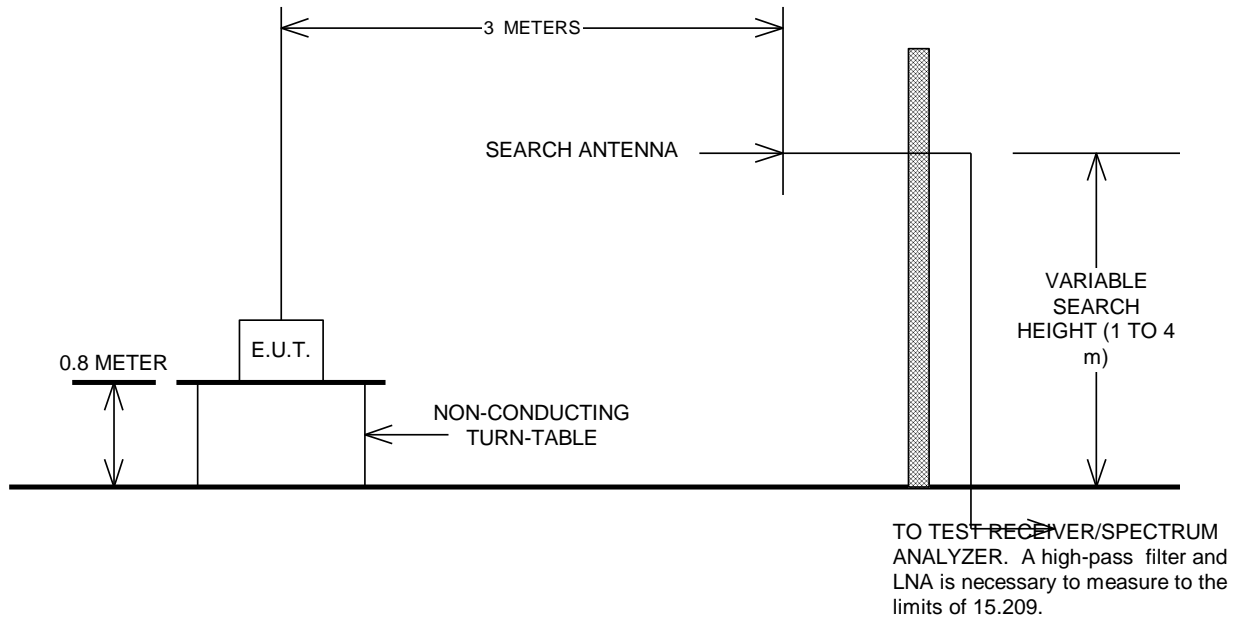 3 METERS
SEARCH ANTENNA
VARIABLE
SEARCH
HEIGHT (1 TO 4
m)
E.U.T.
0.8 METER
NON-CONDUCTING
TURN-TABLE
TO TEST RECEIVER/SPECTRUM
ANALYZER. A high-pass filter and
LNA is necessary to measure to the
limits of 15.209.